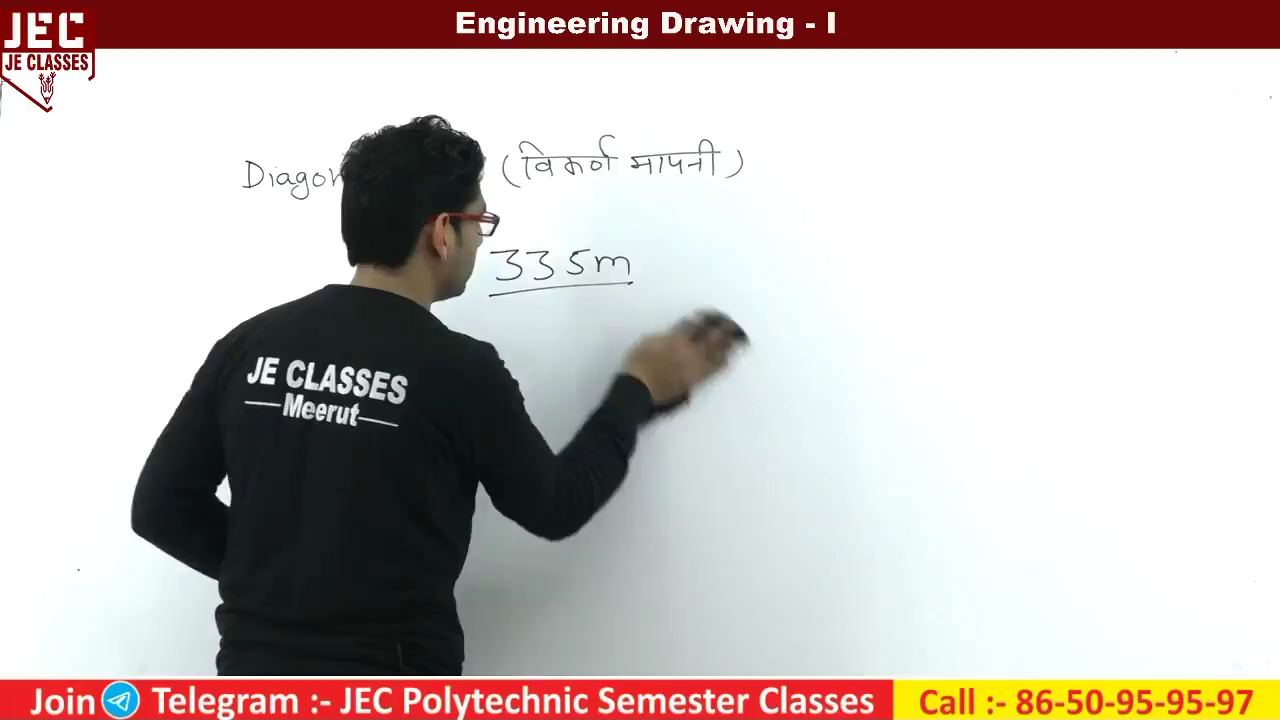 Engineering Drawing - I
JEC
JE CLASSES
(विकर्ण मापनी)
335m
JE CLASSES
Meerut
Join Telegram :- JEC Polytechnic Semester Classes
Call :- 86-50-95-95-97